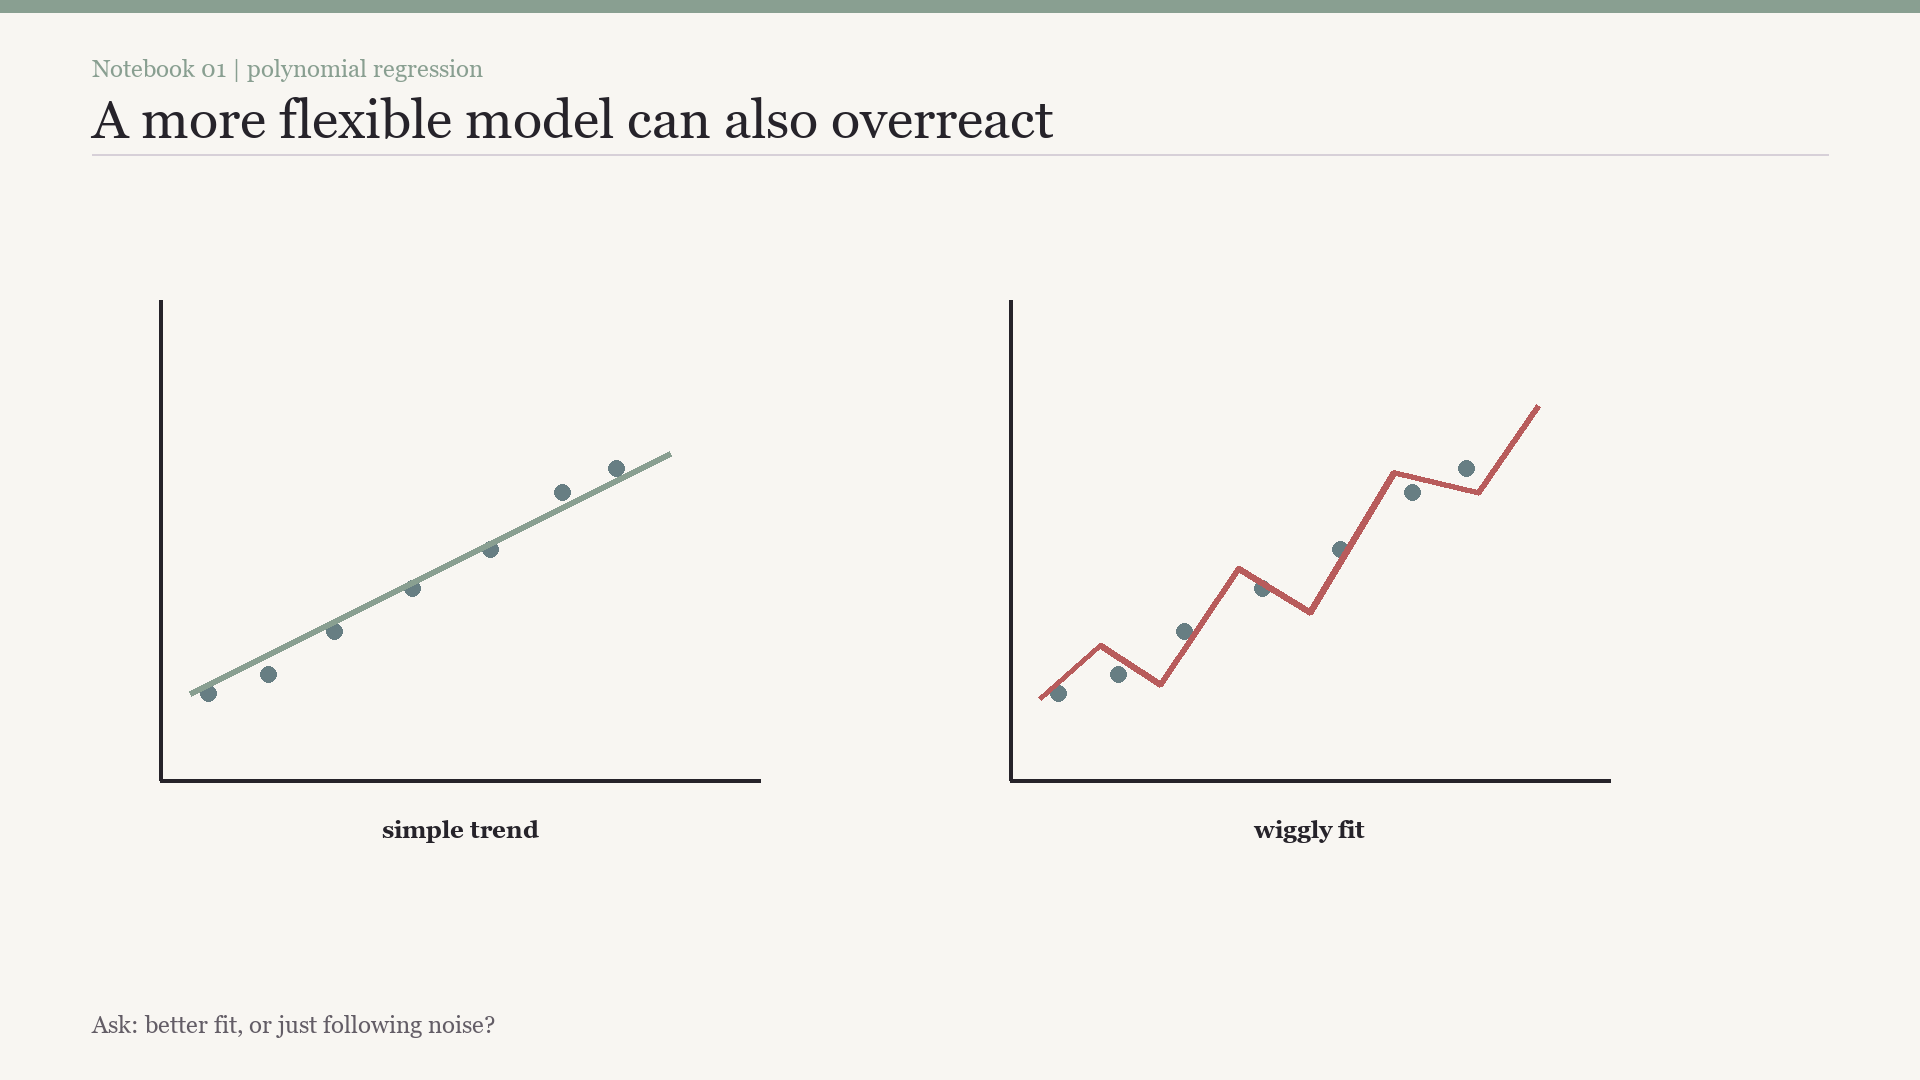 Notebook 01 | polynomial regression
A more flexible model can also overreact
simple trend
wiggly fit
Ask: better fit, or just following noise?